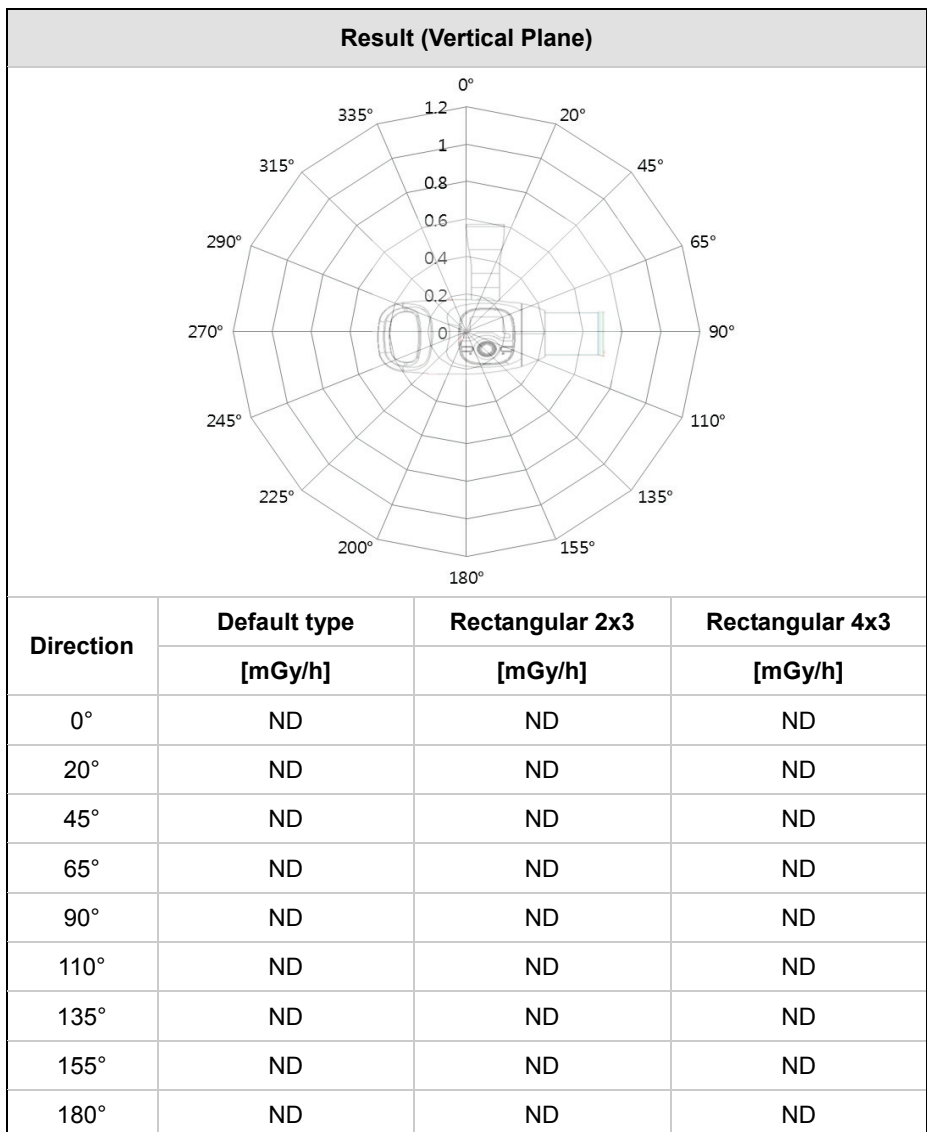 Result (Vertical Plane)
0°
335° 1.2 20°
1
315° 45°
0.8
0.6
290° 65°
0.4
0.2
270° 0 90°
245° 110°
225° 135°
200° 155°
180°
Direction Default type Rectangular 2x3 Rectangular 4x3
[mGy/h] [mGy/h] [mGy/h]
0° ND ND ND
20° ND ND ND
45° ND ND ND
65° ND ND ND
90° ND ND ND
110° ND ND ND
135° ND ND ND
155° ND ND ND
180° ND ND ND